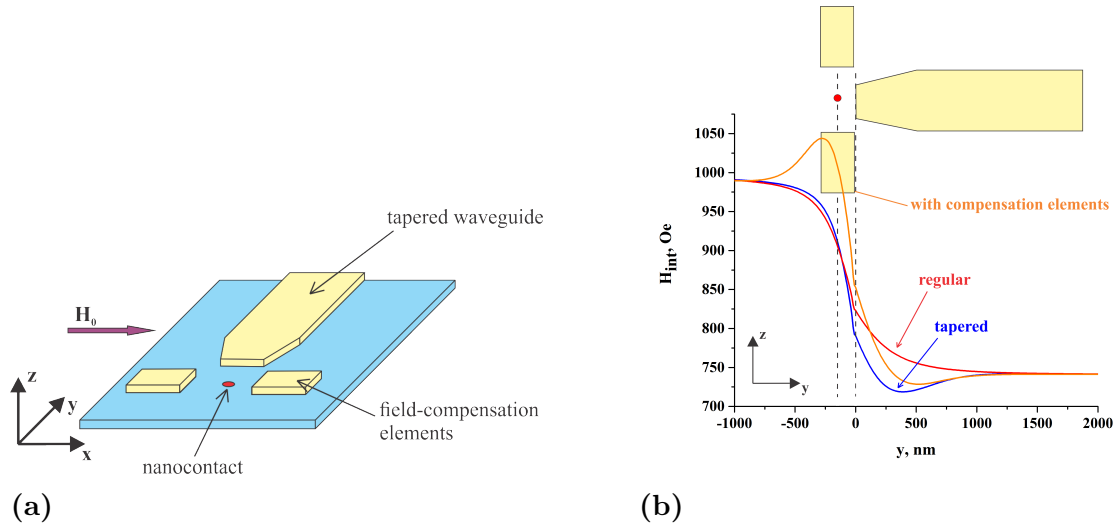 tapered waveguide
H₀
z
y
x
nanocontact
field-compensation
elements
(a)
H_int, Oe
1050
1000
950
900
850
800
750
700
with compensation elements
regular
tapered
z
y
-1000
-500
0
500
1000
1500
2000
y, nm
(b)